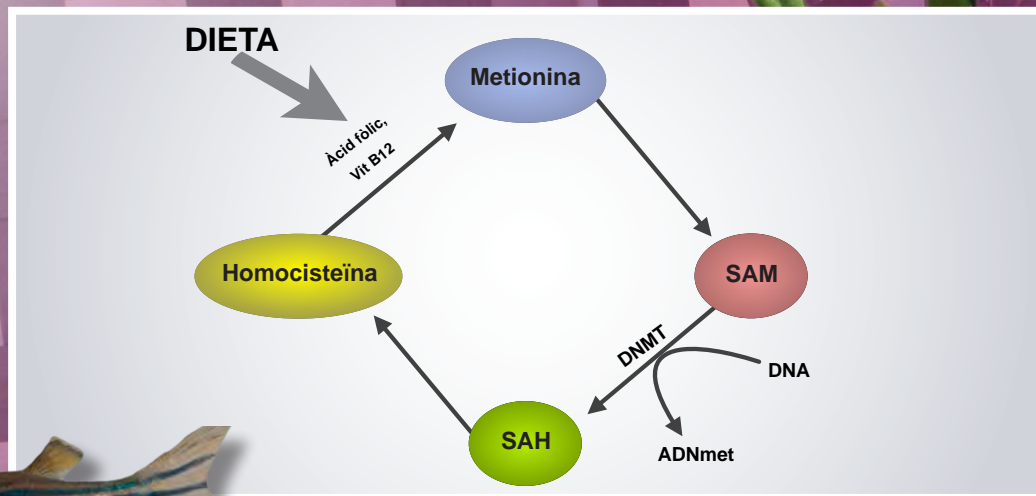 DIETA
Metionina
Àcid fòlic,
Vit B12
Homocisteïna
SAM
DNMT
DNA
SAH
ADNmet